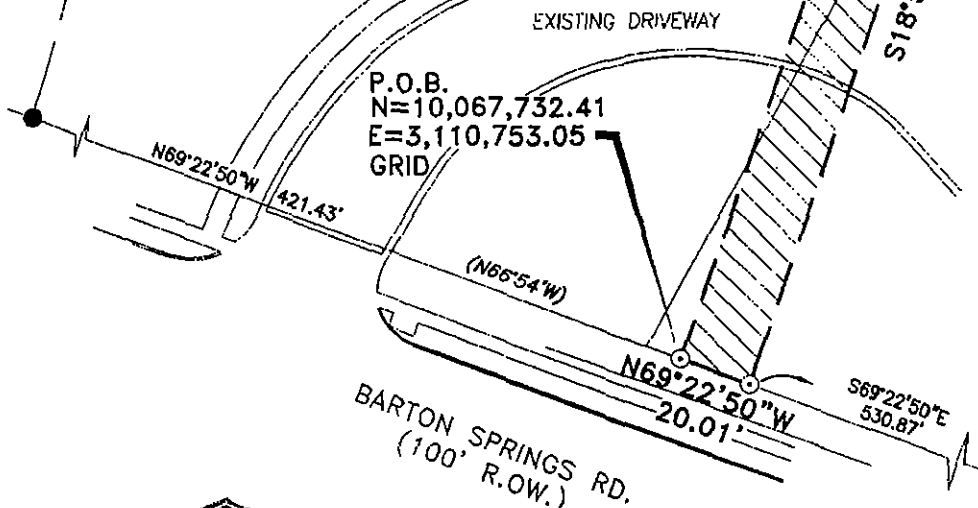 EXISTING DRIVEWAY
P.O.B.
N=10,067,732.41
E=3,110,753.05
GRID
N69°22'50"W
421.43'
(N66°54'W)
N69°22'50"W
20.01'
S69°22'50"E
530.87'
BARTON SPRINGS RD.
(100' R.OW.)